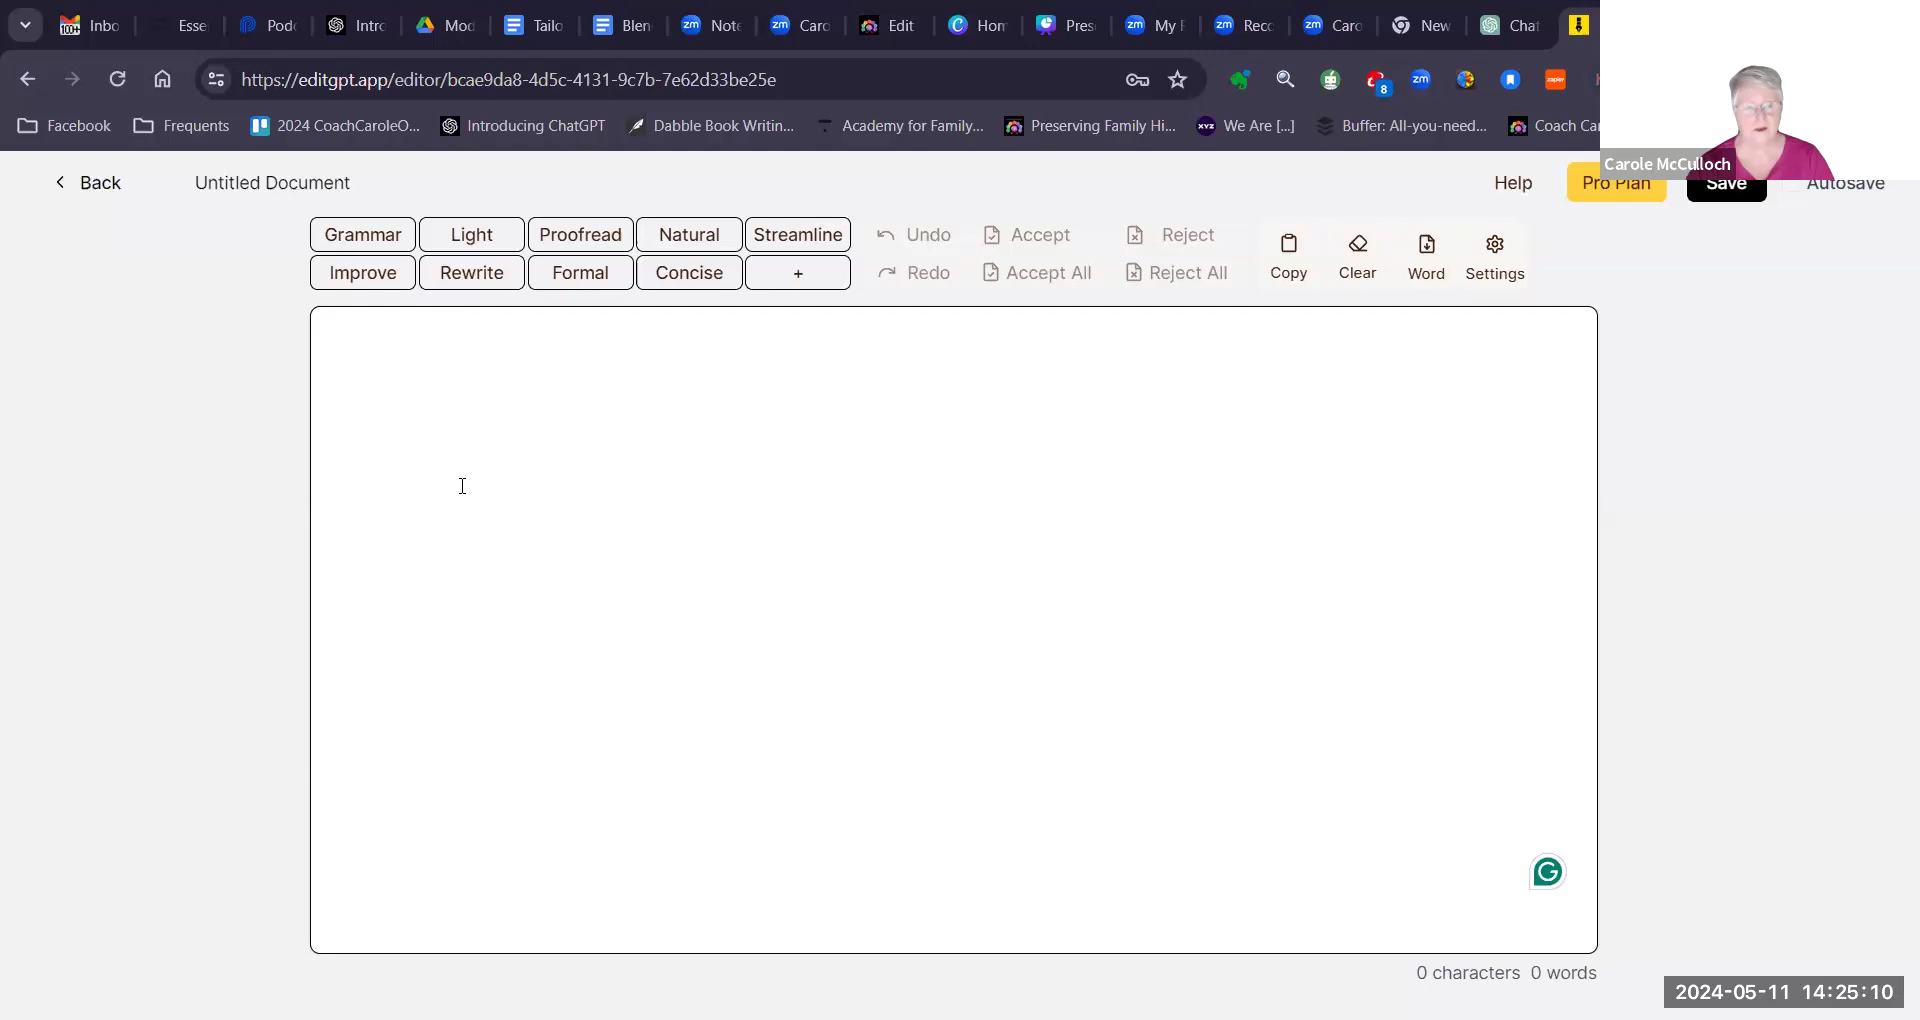 Inbo Esse Podc Intro Mod Tailo Blen Note Caro Edit Hom Pres My Reco Caro New Chat
https://editgpt.app/editor/bcae9da8-4d5c-4131-9c7b-7e62d33be25e
Facebook Frequents 2024 CoachCaroleO... Introducing ChatGPT Dabble Book Writin... Academy for Family... Preserving Family Hi... We Are [...] Buffer: All-you-need... Coach Ca
Carole McCulloch
Back Untitled Document Help Pro Plan Save Autosave
Grammar Light Proofread Natural Streamline Undo Accept Reject
Improve Rewrite Formal Concise + Redo Accept All Reject All Copy Clear Word Settings
0 characters 0 words
2024-05-11 14:25:10